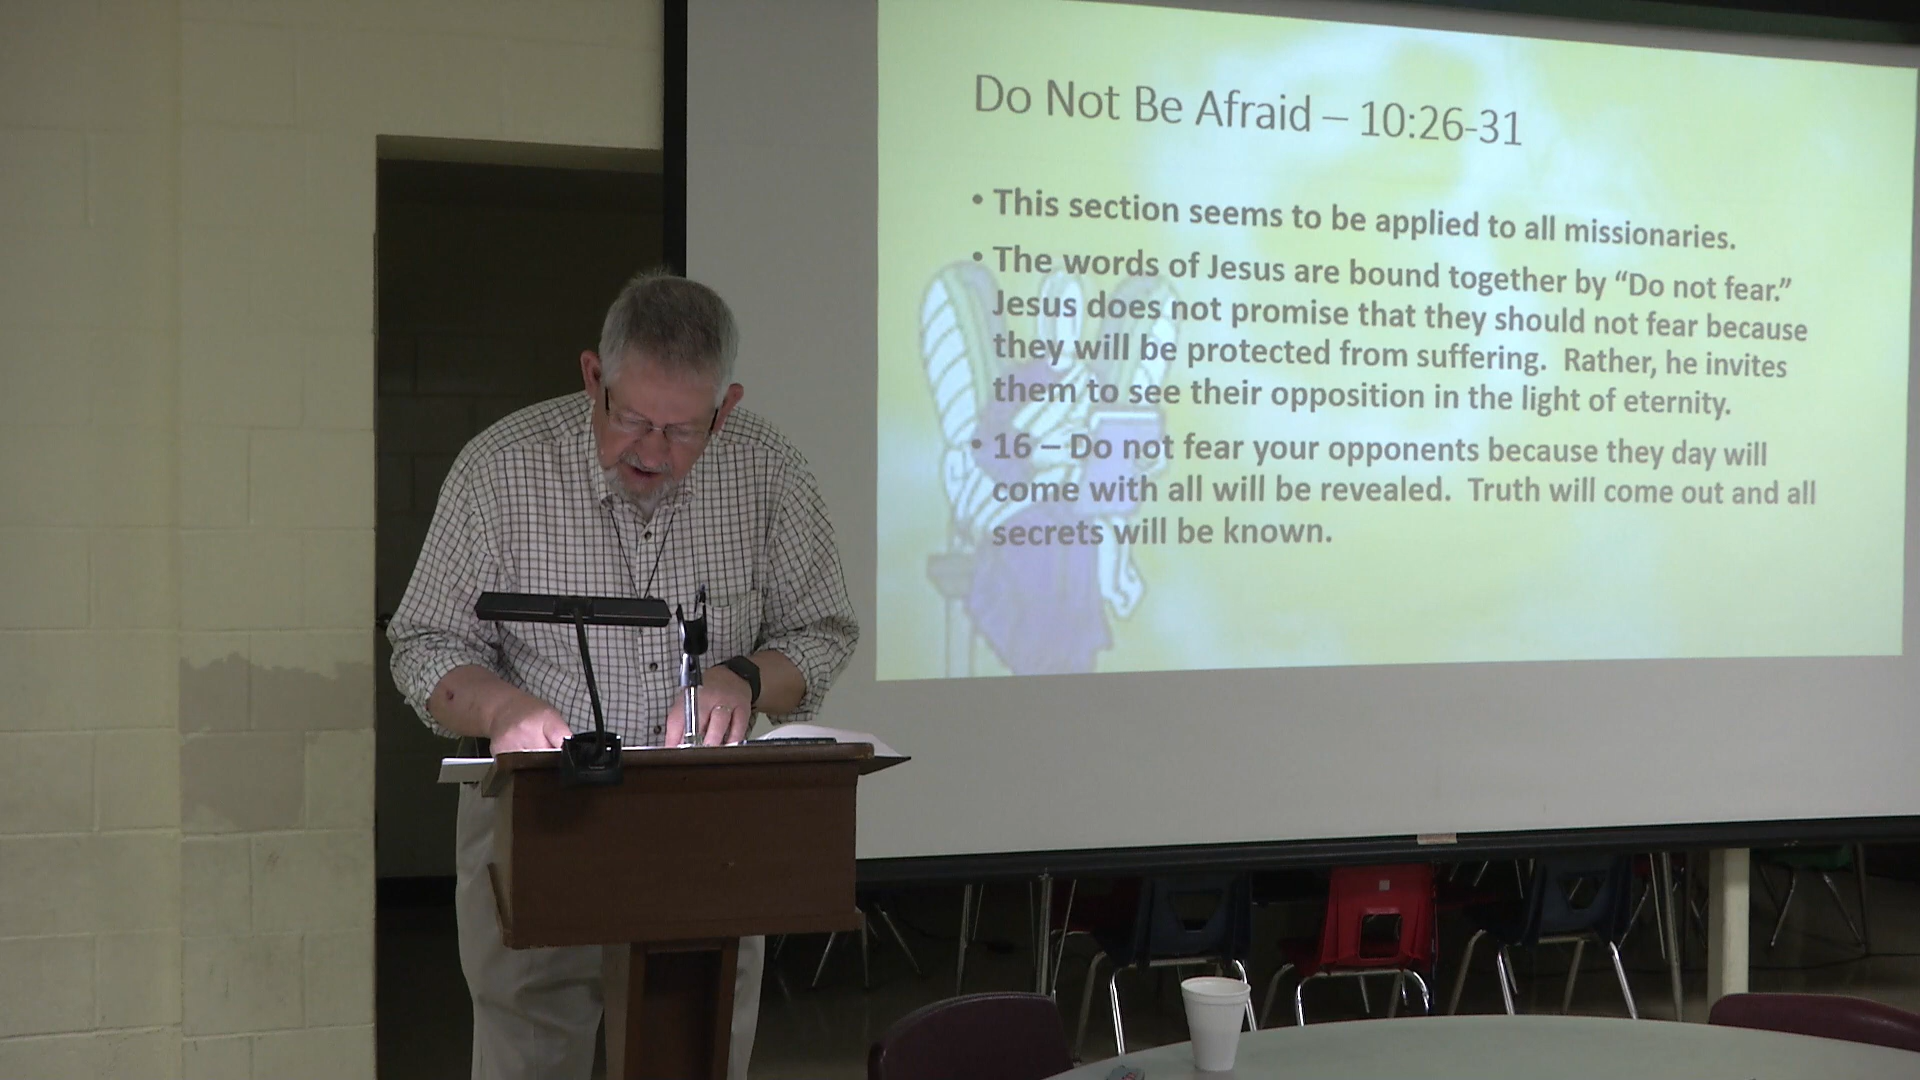 Do Not Be Afraid – 10:26-31
• This section seems to be applied to all missionaries.
• The words of Jesus are bound together by “Do not fear.”
Jesus does not promise that they should not fear because
they will be protected from suffering. Rather, he invites
them to see their opposition in the light of eternity.
• 16 – Do not fear your opponents because they day will
come with all will be revealed. Truth will come out and all
secrets will be known.